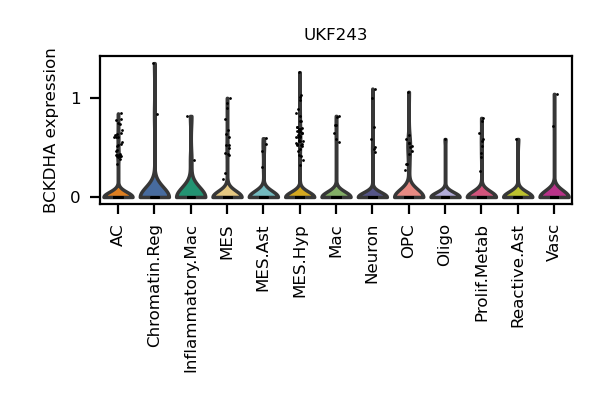 UKF243
BCKDHA expression
1
0
AC
Chromatin.Reg
Inflammatory.Mac
MES
MES.Ast
MES.Hyp
Mac
Neuron
OPC
Oligo
Prolif.Metab
Reactive.Ast
Vasc